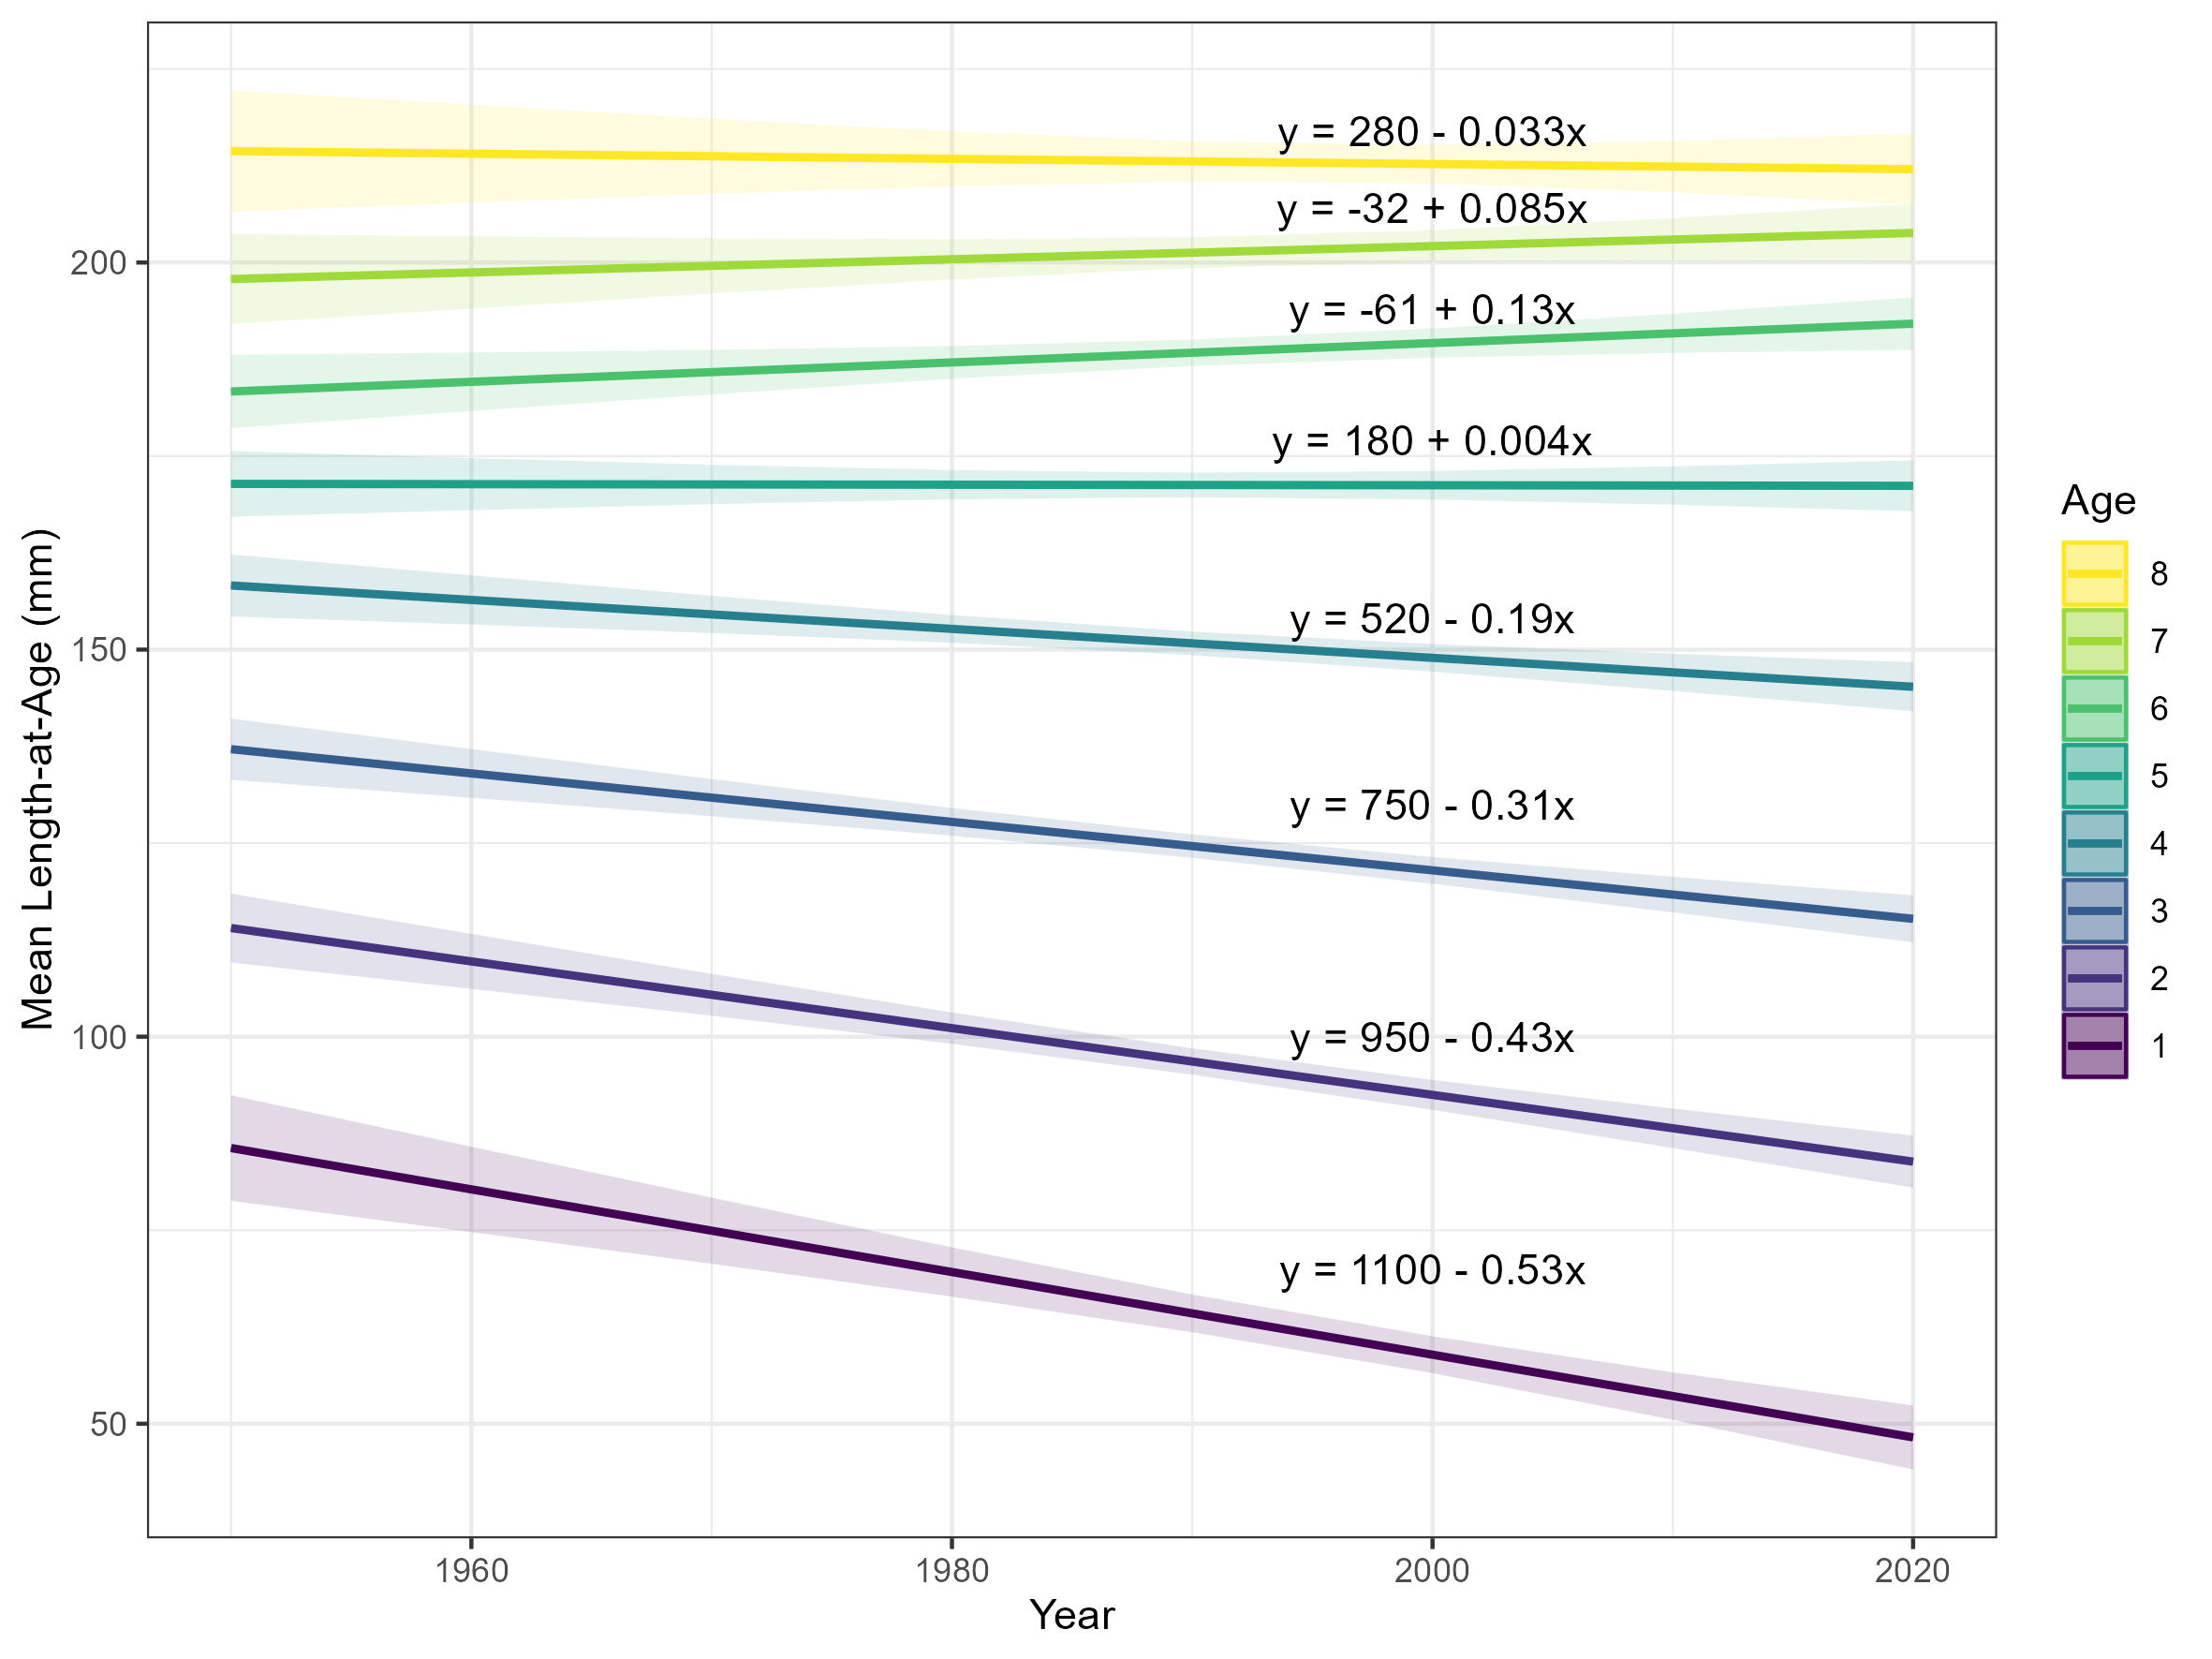 y = 280 - 0.033x
y = -32 + 0.085x
200
y = -61 + 0.13x
y = 180 + 0.004x
Age
8
y = 520 - 0.19x
7
150
6
Mean Length-at-Age (mm)
5
y = 750 - 0.31x
4
3
2
y = 950 - 0.43x
100
1
y = 1100 - 0.53x
50
1960
1980
2000
2020
Year